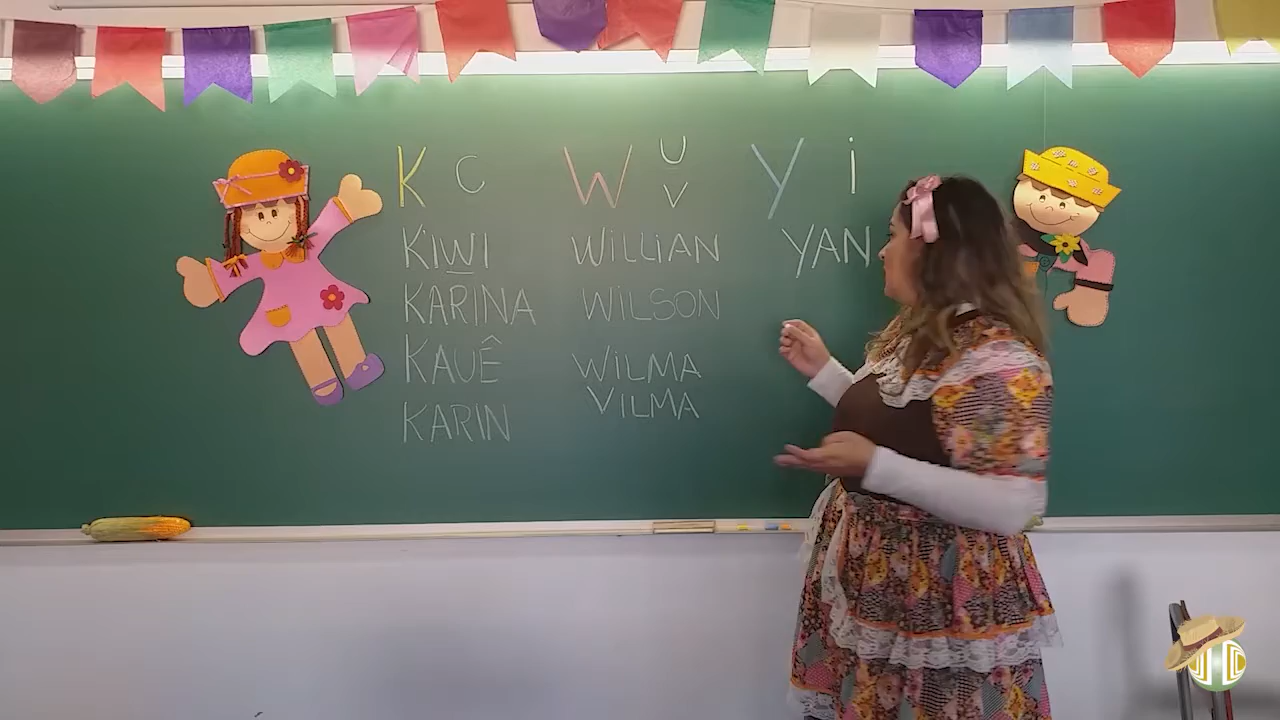 K C W U V Y i
KIWI WiLLiAN YAN
KARINA WiLSON
KAUÊ WiLMA
VILMA
KARIN